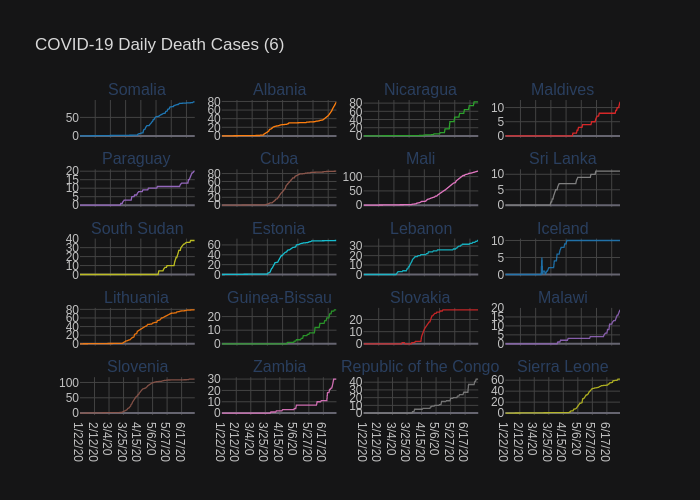 COVID-19 Daily Death Cases (6)
Somalia Albania Nicaragua Maldives
50 0 80 60 40 20 0 80 60 40 20 0 10 5 0
Paraguay Cuba Mali Sri Lanka
20 15 10 5 0 80 60 40 20 0 100 50 0 10 5 0
South Sudan Estonia Lebanon Iceland
40 30 20 10 0 60 40 20 0 30 20 10 0 10 5 0
Lithuania Guinea-Bissau Slovakia Malawi
80 60 40 20 0 20 10 0 20 10 0 20 15 10 5 0
Slovenia Zambia Republic of the Congo Sierra Leone
100 50 0 30 20 10 0 40 30 20 10 0 60 40 20 0
1/22/20 2/12/20 3/4/20 3/25/20 4/15/20 5/6/20 5/27/20 6/17/20 1/22/20 2/12/20 3/4/20 3/25/20 4/15/20 5/6/20 5/27/20 6/17/20 1/22/20 2/12/20 3/4/20 3/25/20 4/15/20 5/6/20 5/27/20 6/17/20 1/22/20 2/12/20 3/4/20 3/25/20 4/15/20 5/6/20 5/27/20 6/17/20